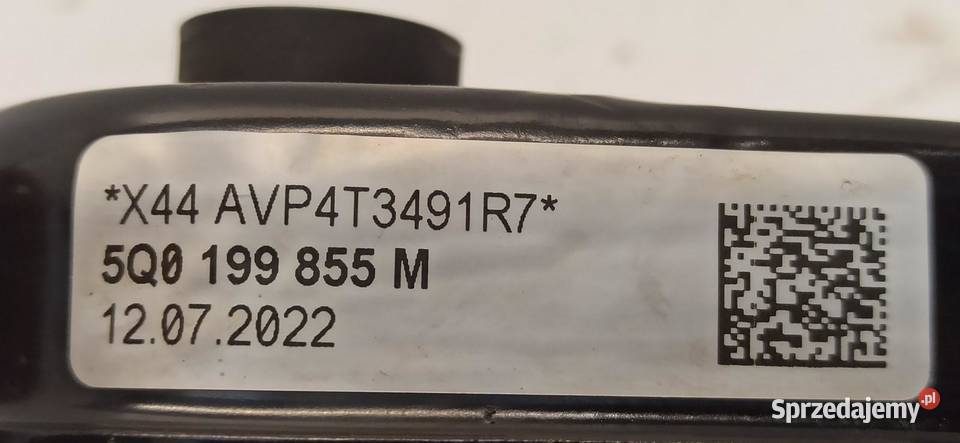 *X44 AVP4T3491R7*
5Q0 199 855 M
12.07.2022
Sprzedajemy.pl